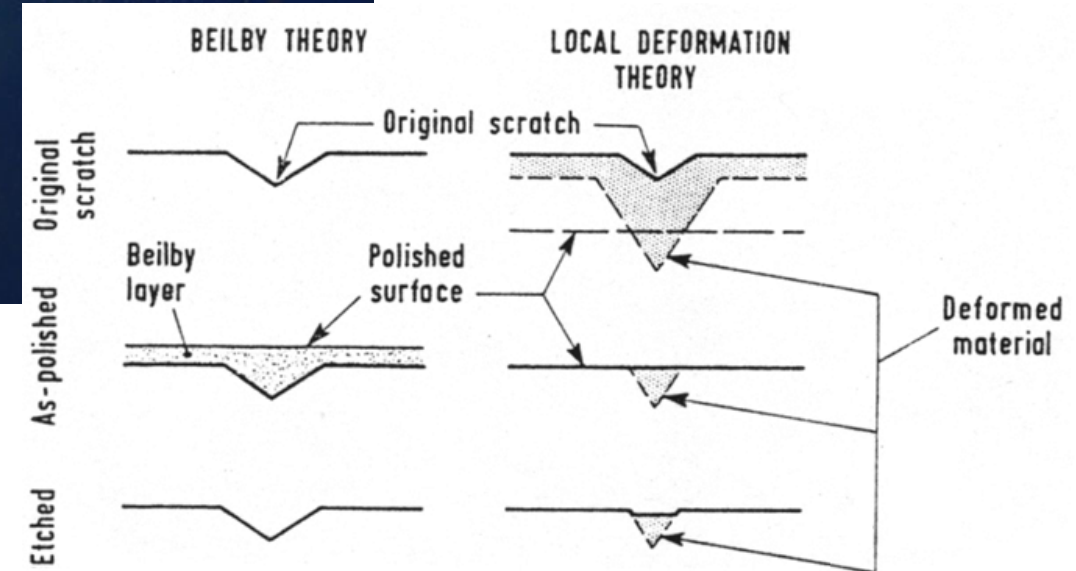 BEILBY THEORY
LOCAL DEFORMATION
THEORY
Original
scratch
Original scratch
Beilby
layer
Polished
surface
Deformed
material
As-polished
Etched